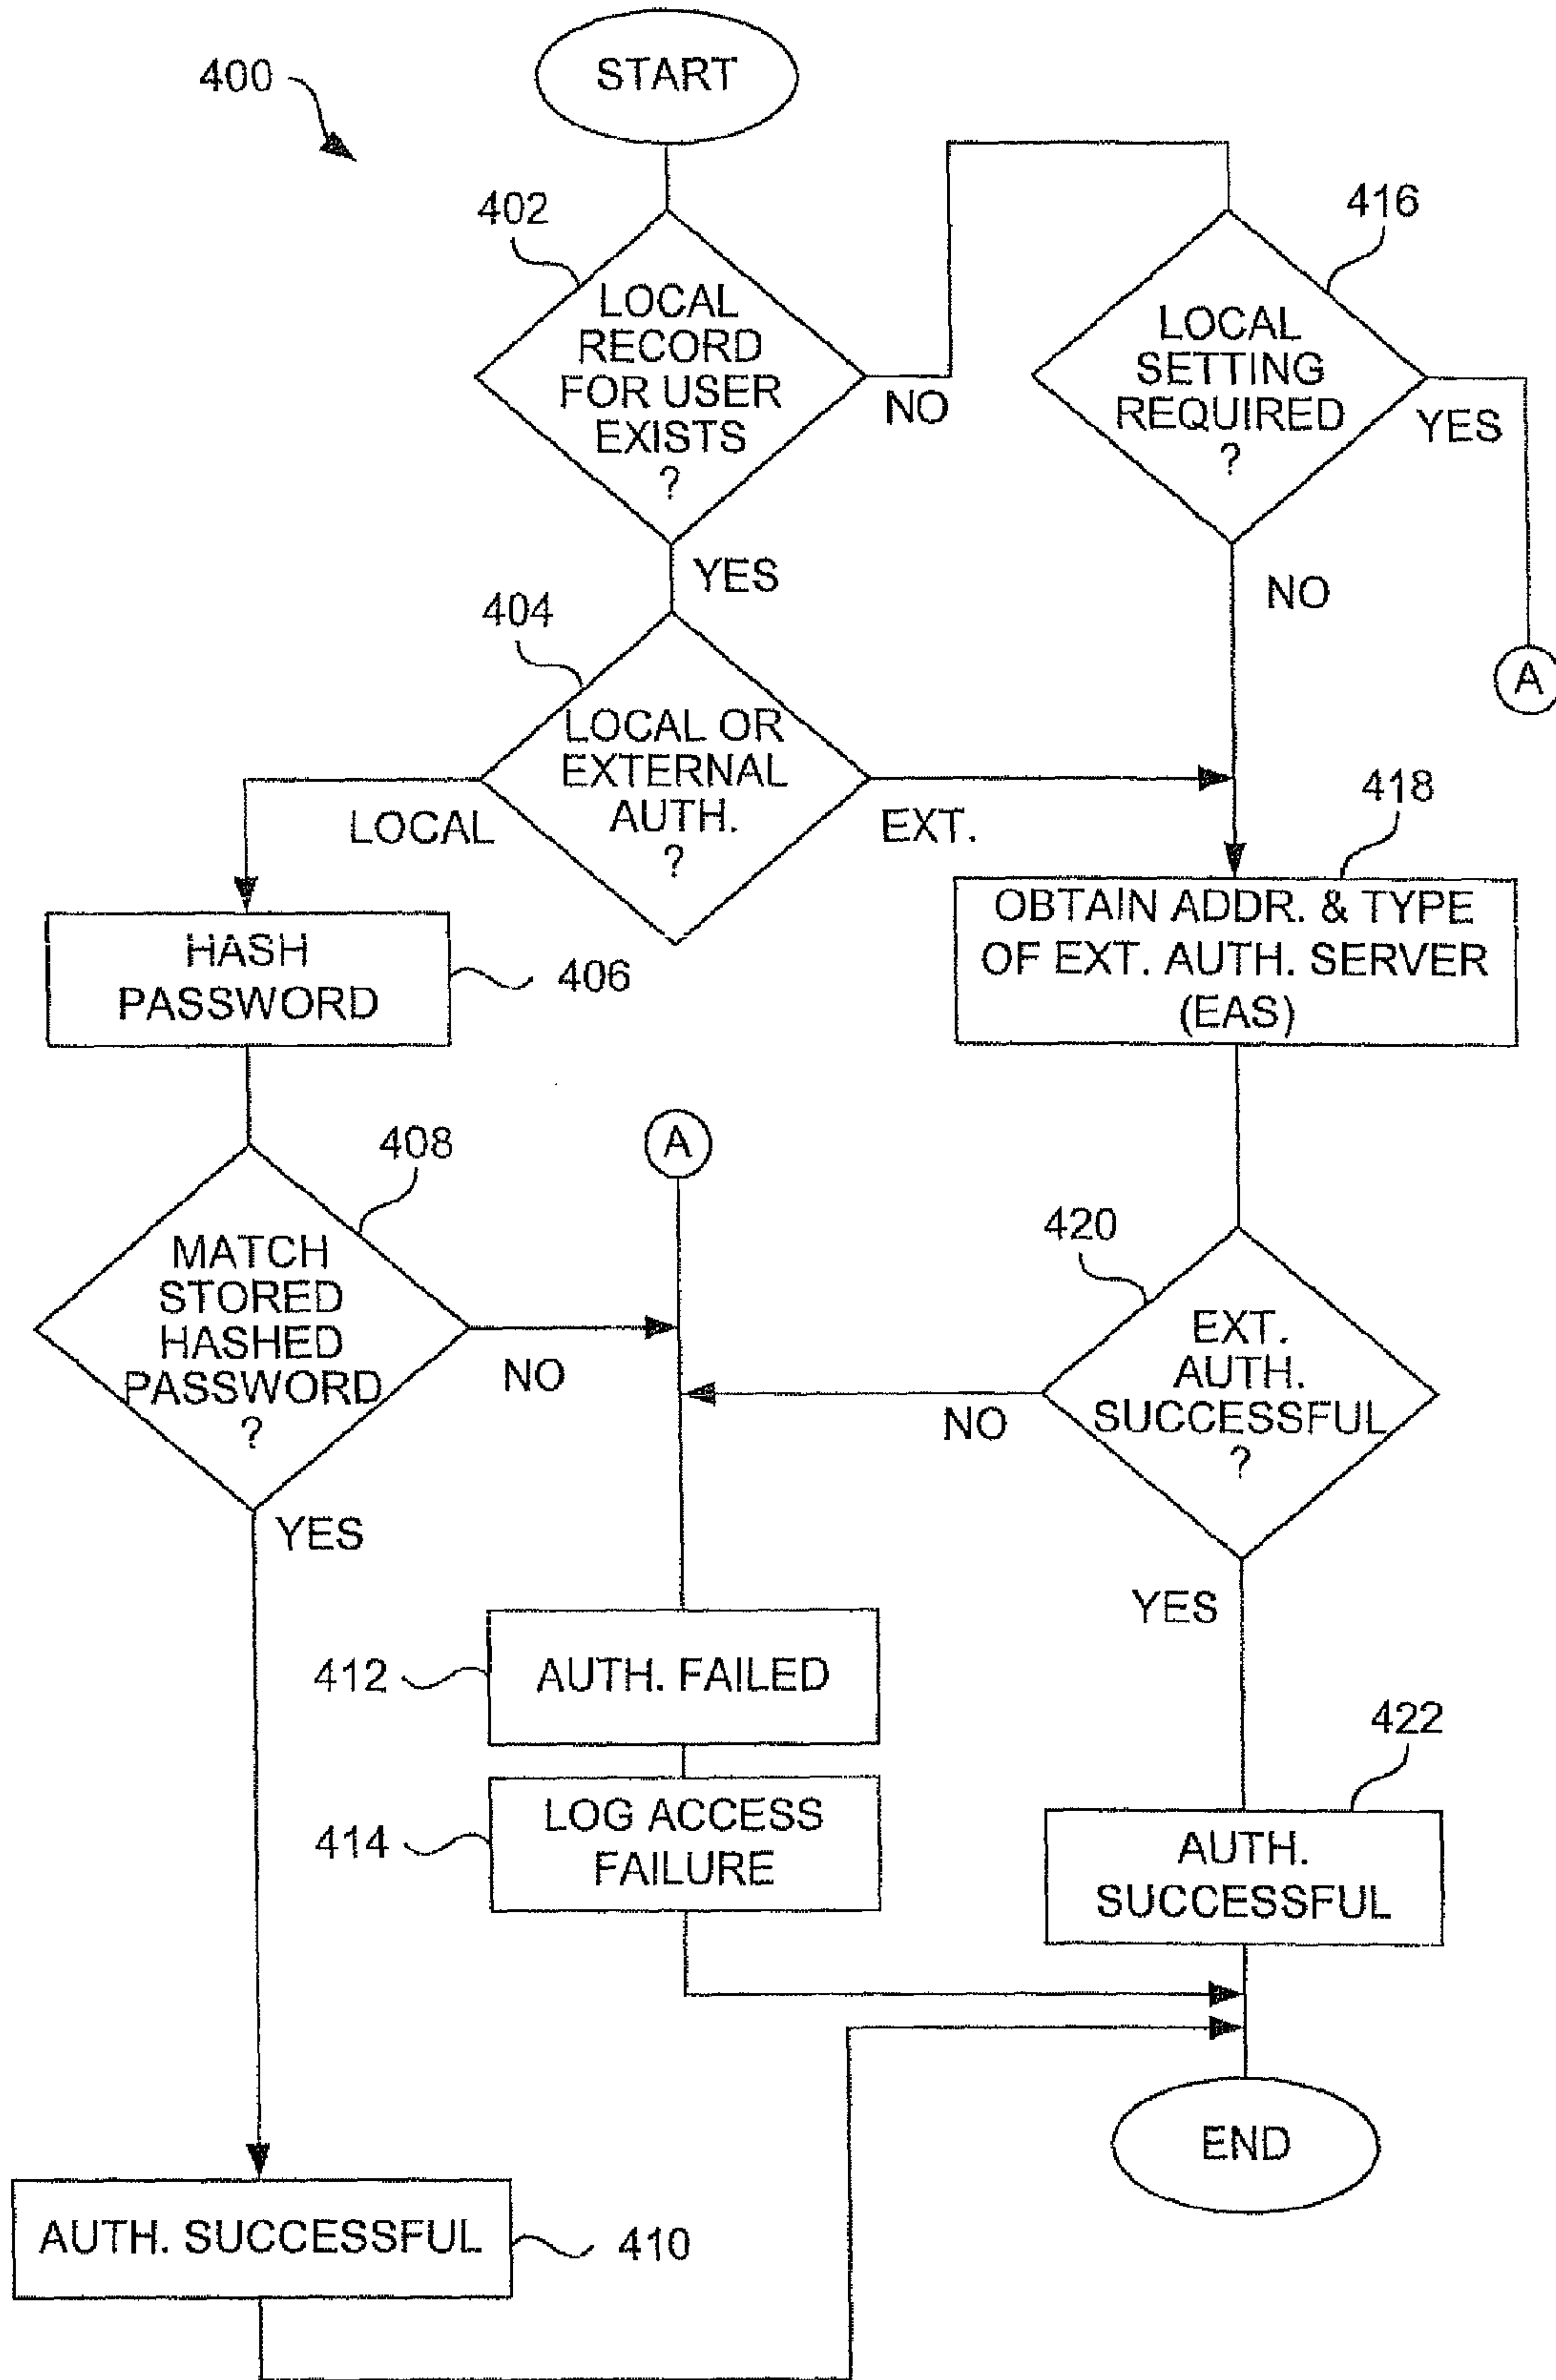 400
START
402
LOCAL
RECORD
FOR USER
EXISTS
?
NO
YES
416
LOCAL
SETTING
REQUIRED
?
YES
NO
A
404
LOCAL OR
EXTERNAL
AUTH.
?
LOCAL
EXT.
HASH
PASSWORD
406
418
OBTAIN ADDR. & TYPE
OF EXT. AUTH. SERVER
(EAS)
408
MATCH
STORED
HASHED
PASSWORD
?
NO
YES
A
420
EXT.
AUTH.
SUCCESSFUL
?
NO
YES
412
AUTH. FAILED
414
LOG ACCESS
FAILURE
422
AUTH.
SUCCESSFUL
END
AUTH. SUCCESSFUL
410